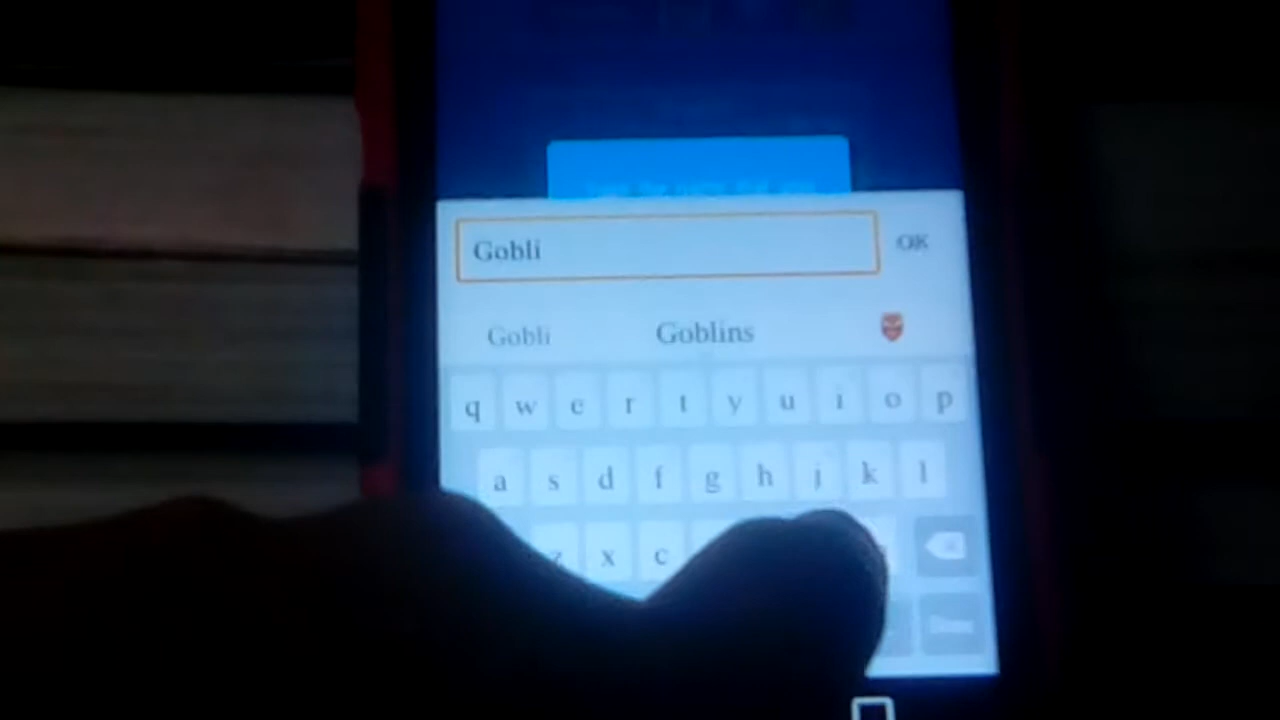 Gobli
OK
Gobli Goblins
q w e r t y u i o p
a s d f g h j k l
z x c